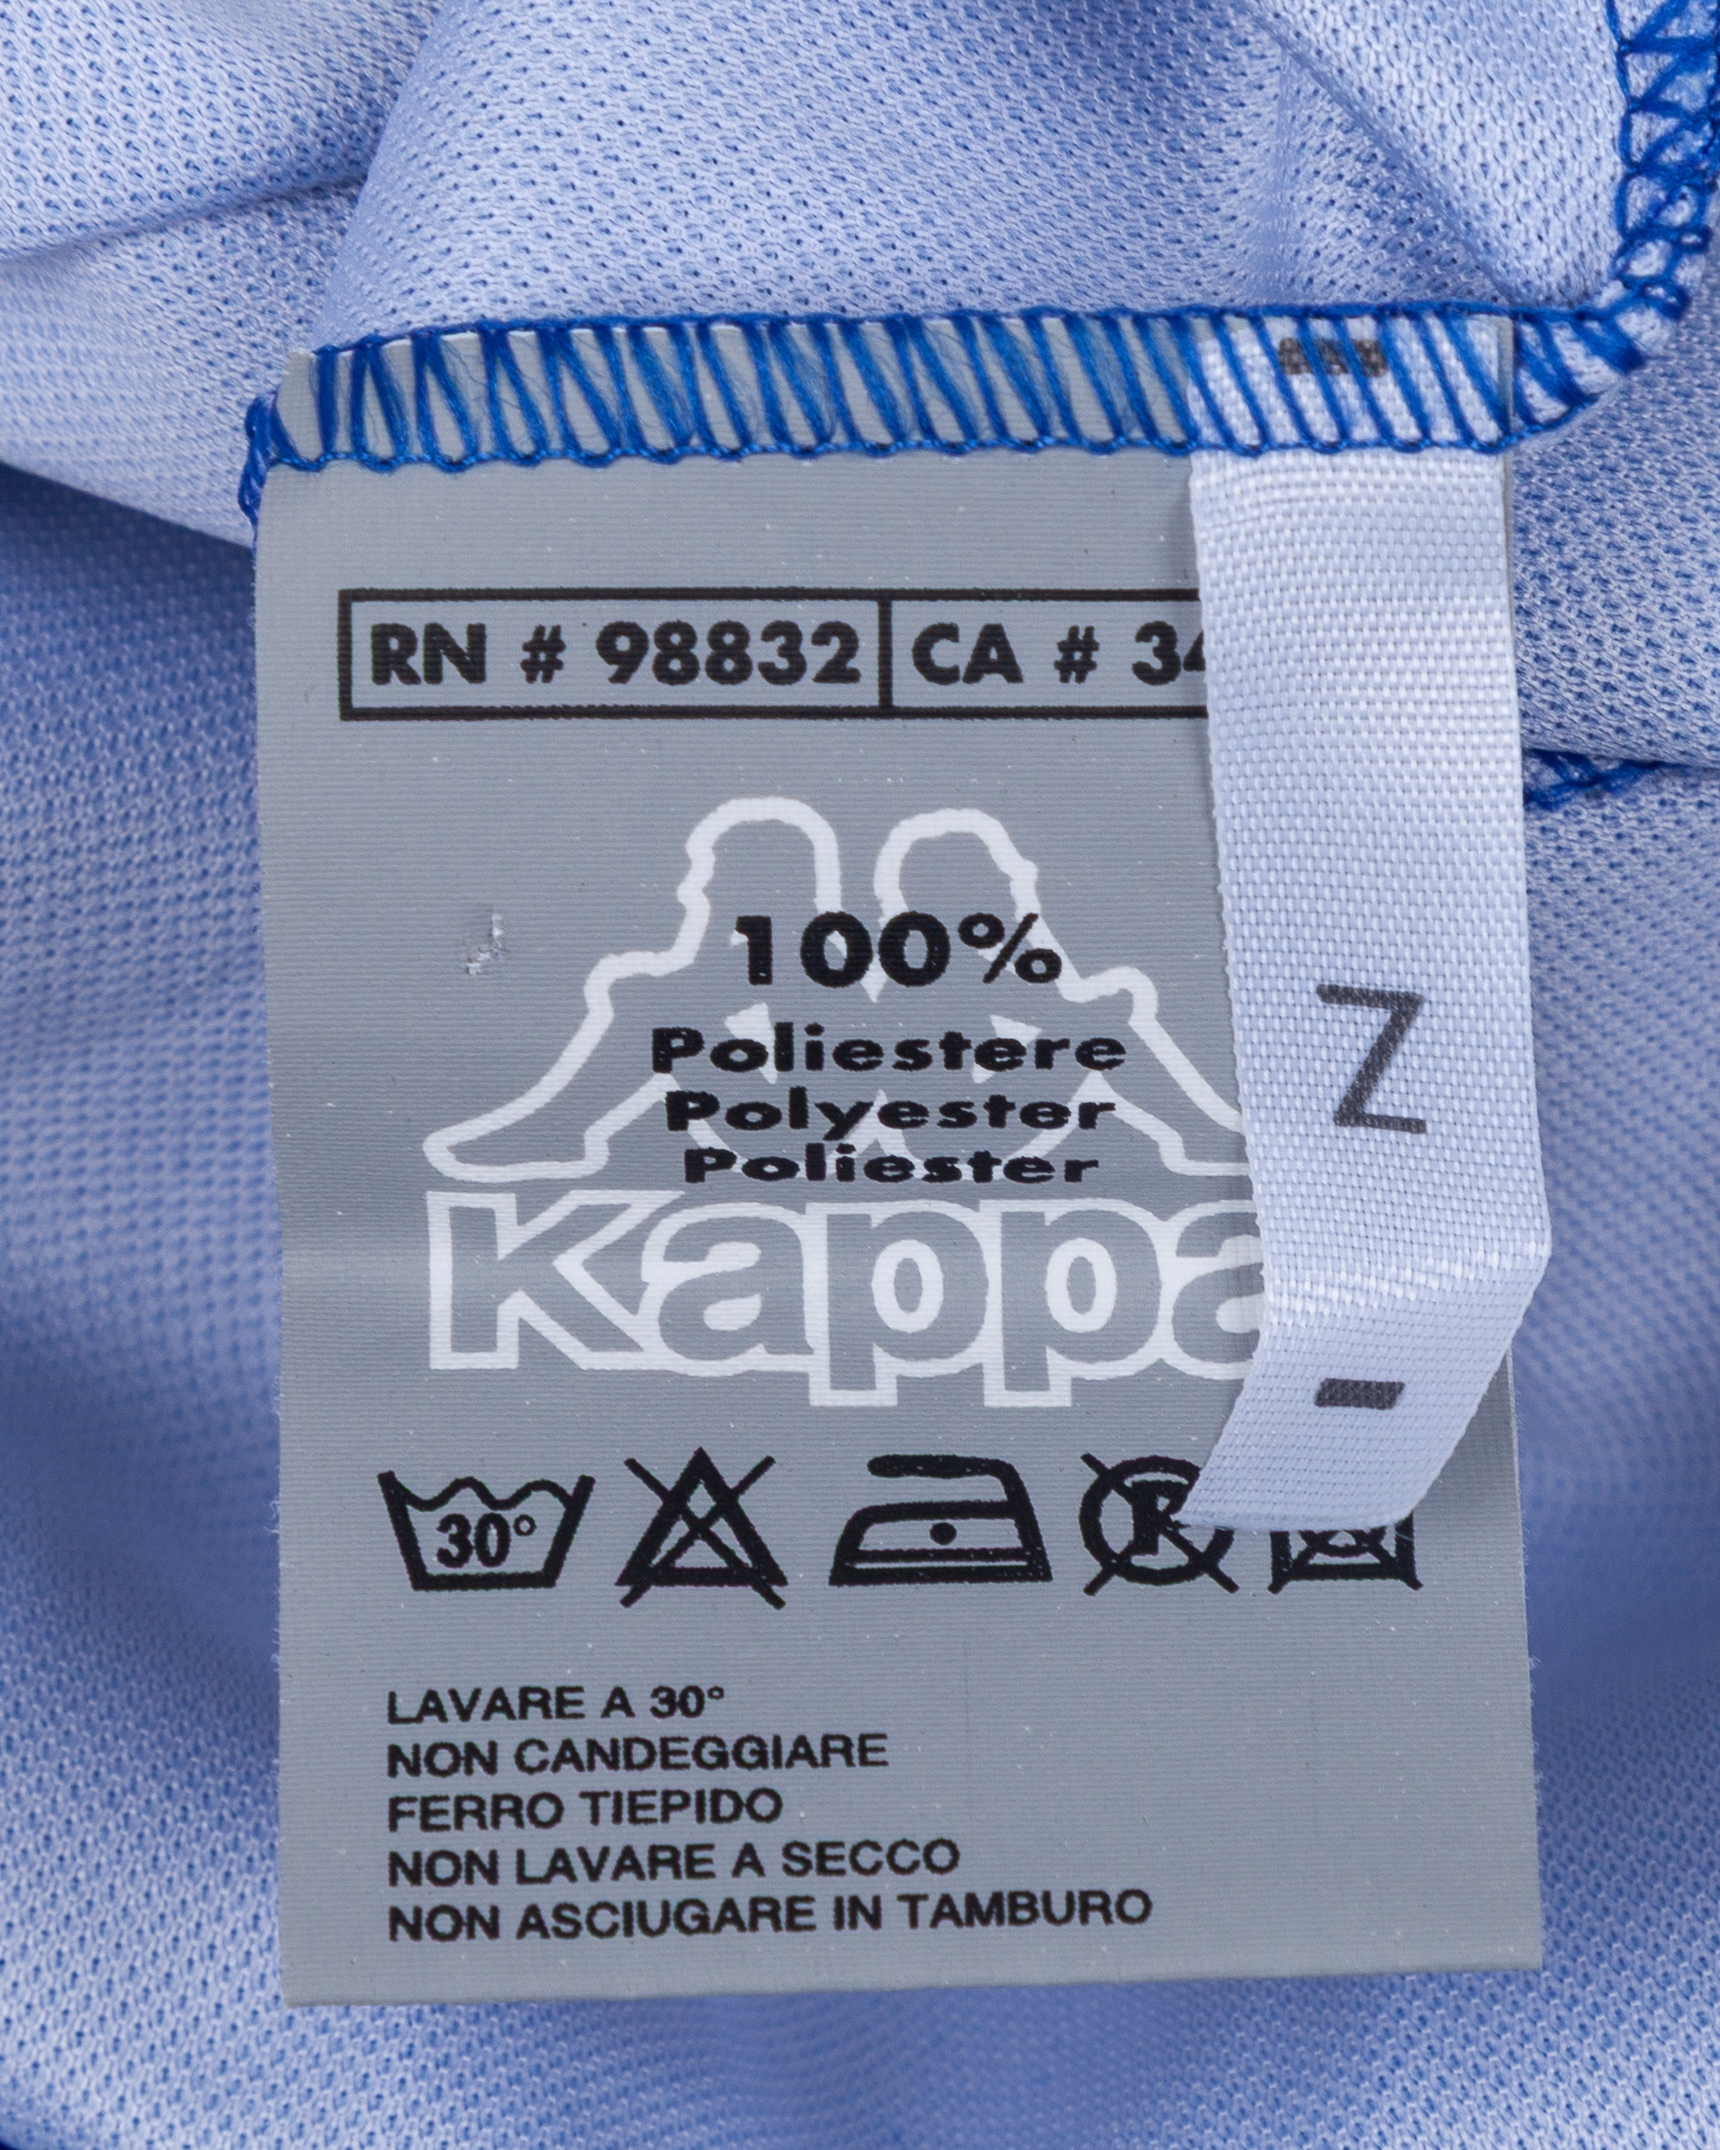 RN # 98832 CA # 34
100%
Poliestere
Polyester
Poliester
Kappa
Z
30°
LAVARE A 30°
NON CANDEGGIARE
FERRO TIEPIDO
NON LAVARE A SECCO
NON ASCIUGARE IN TAMBURO